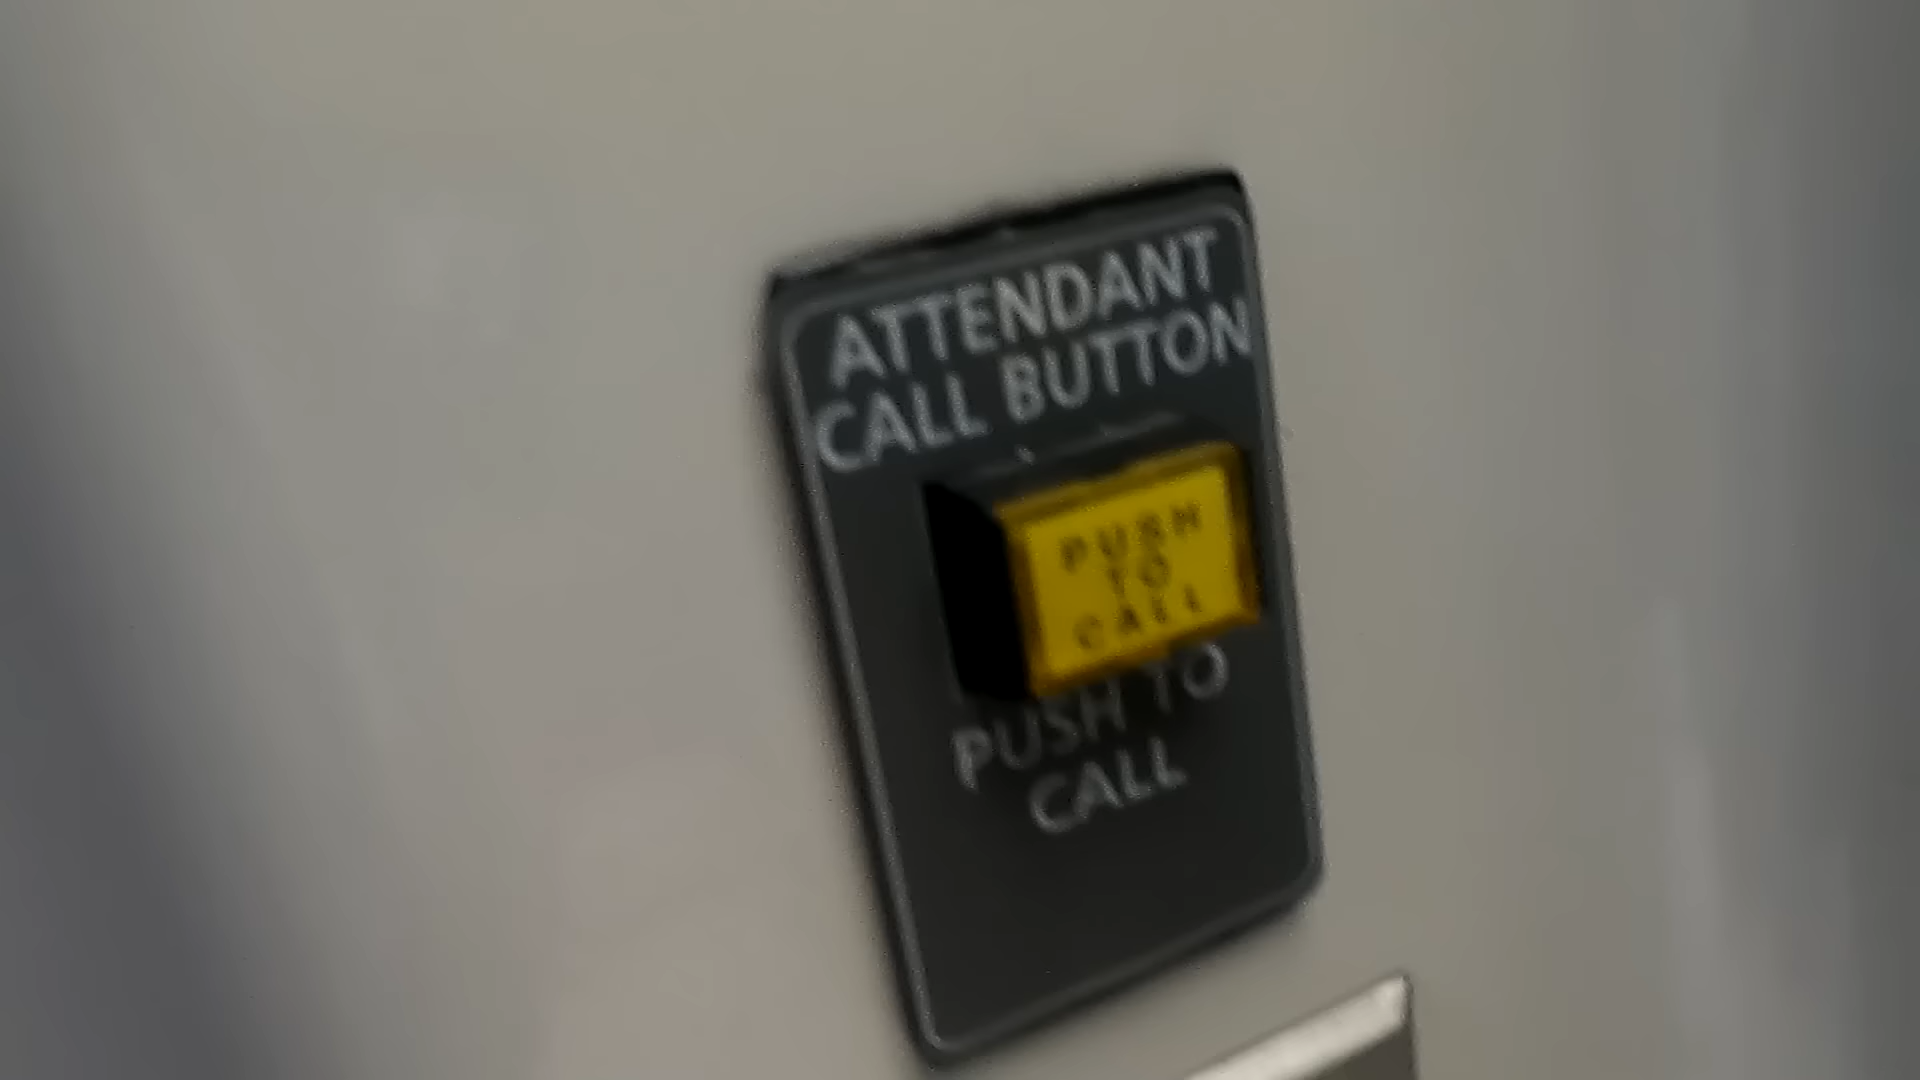 ATTENDANT
CALL BUTTON
PUSH
TO
CALL
PUSH TO
CALL